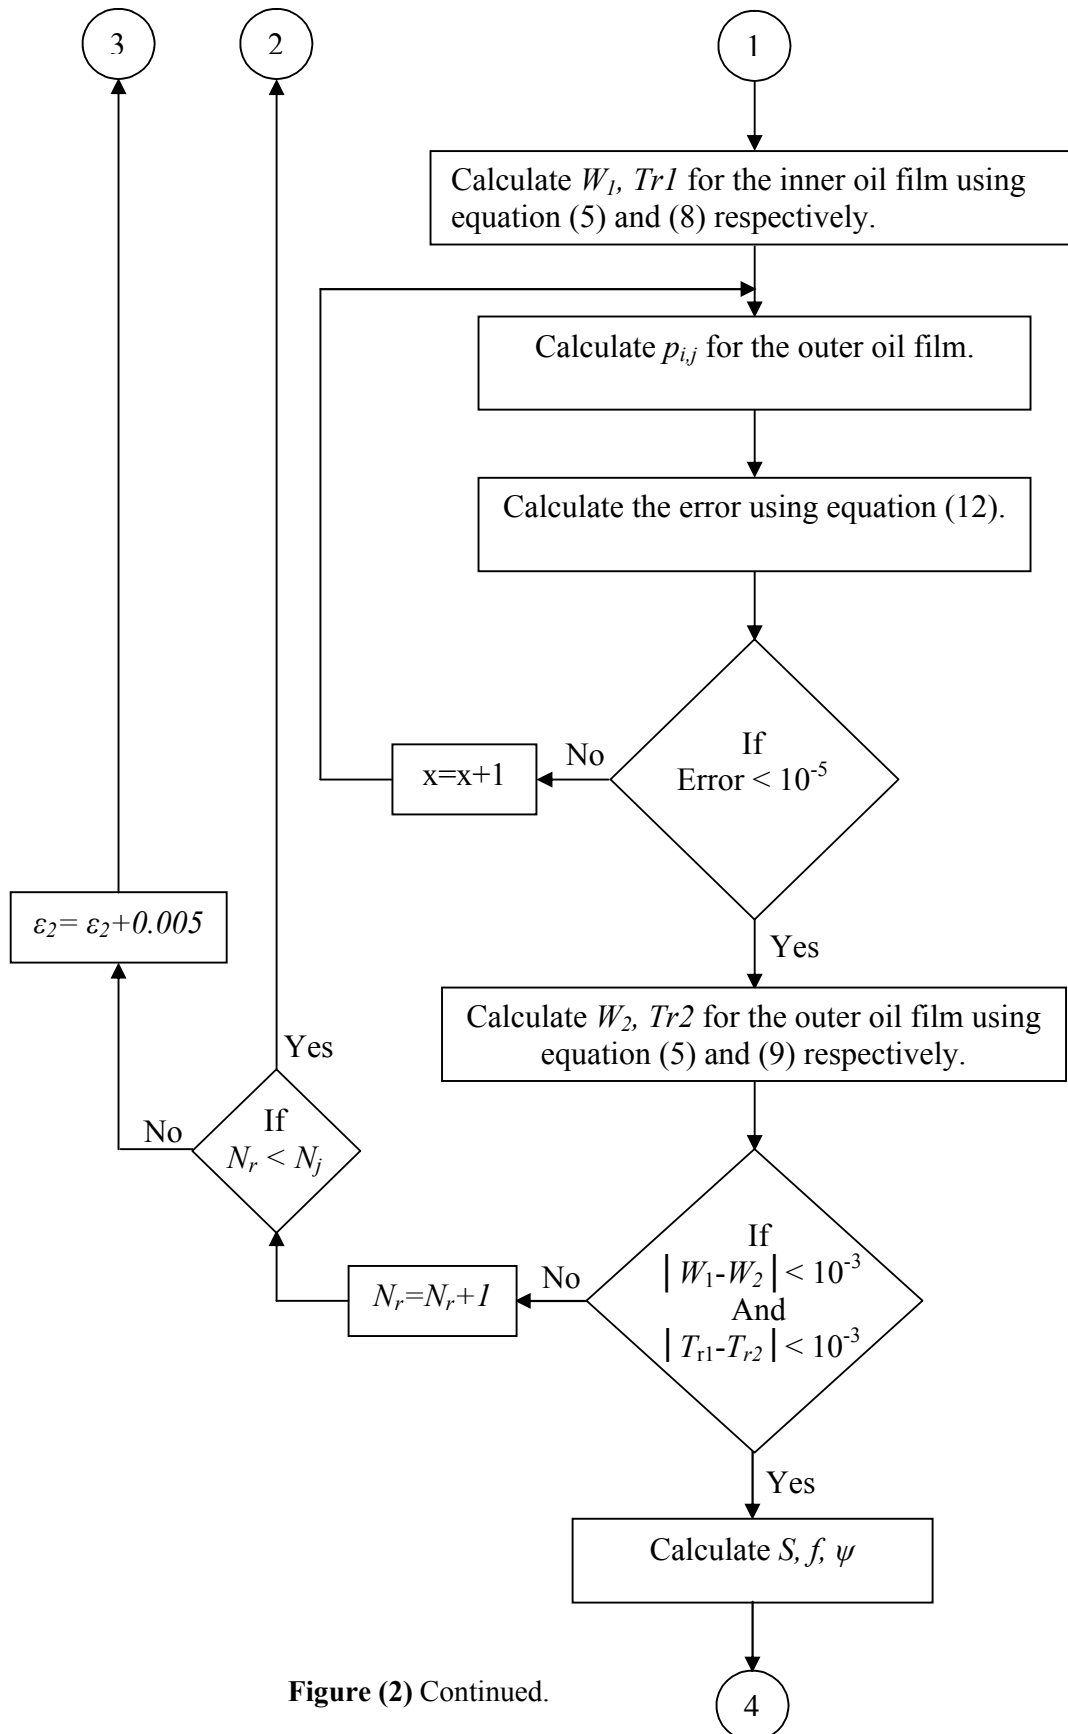 3
2
1
Calculate W₁, Tr1 for the inner oil film using
equation (5) and (8) respectively.
Calculate pᵢ,ⱼ for the outer oil film.
Calculate the error using equation (12).
If
Error < 10⁻⁵
No
x=x+1
Yes
ε₂= ε₂+0.005
Calculate W₂, Tr2 for the outer oil film using
equation (5) and (9) respectively.
Yes
If
Nᵣ < Nⱼ
No
If
| W₁-W₂ | < 10⁻³
And
| Tᵣ₁-Tᵣ₂ | < 10⁻³
No
Nᵣ=Nᵣ+1
Yes
Calculate S, f, ψ
Figure (2) Continued.
4